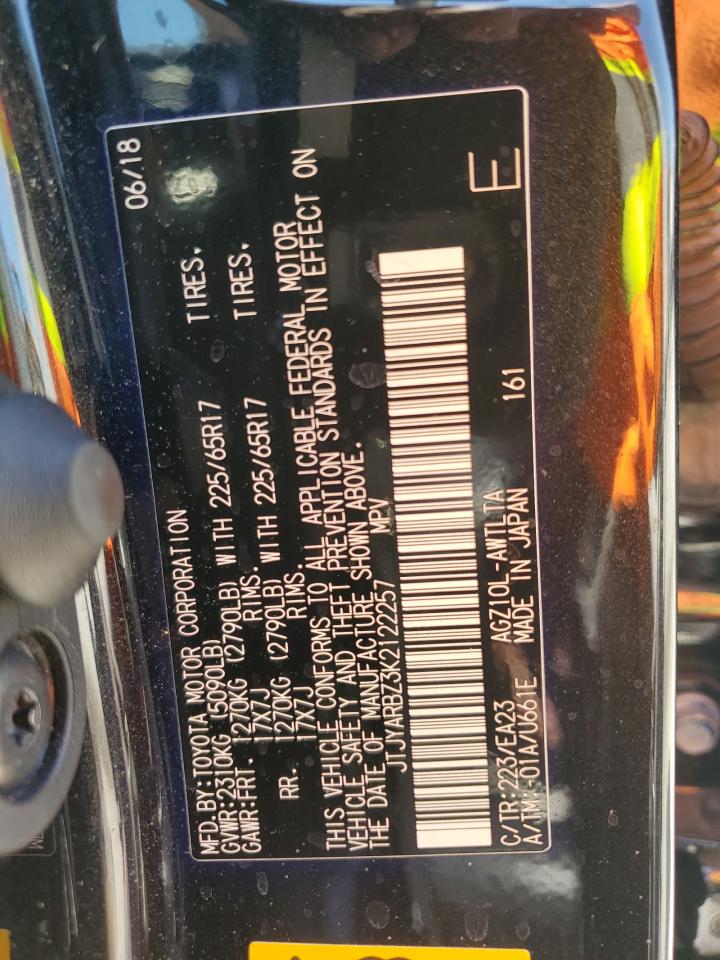 MFD.BY:TOYOTA MOTOR CORPORATION 06/18
GVWR:2310KG (5090LB)
GAWR:FRT. 1270KG (2790LB) WITH 225/65R17 TIRES.
17X7J RIMS.
RR. 1270KG (2790LB) WITH 225/65R17 TIRES.
17X7J RIMS.
THIS VEHICLE CONFORMS TO ALL APPLICABLE FEDERAL MOTOR
VEHICLE SAFETY AND THEFT PREVENTION STANDARDS IN EFFECT ON
THE DATE OF MANUFACTURE SHOWN ABOVE.
JTJYARBZ3K2122257 MPV
C/TR:223/EA23 AGZ10L-AWTLTA 161 E
A/TM:-01A/U661E MADE IN JAPAN